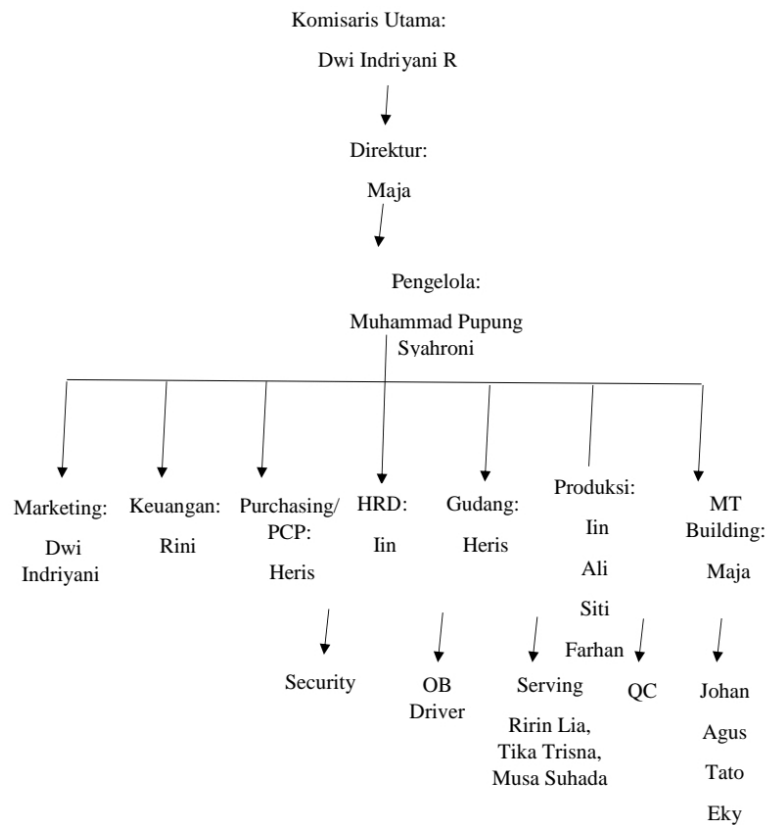 Komisaris Utama:
Dwi Indriyani R
Direktur:
Maja
Pengelola:
Muhammad Pupung
Syahroni
Marketing:
Dwi
Indriyani
Keuangan:
Rini
Purchasing/
PCP:
Heris
HRD:
Iin
Gudang:
Heris
Produksi:
Iin
Ali
Siti
Farhan
MT
Building:
Maja
Security
OB
Driver
Serving
Ririn Lia,
Tika Trisna,
Musa Suhada
QC
Johan
Agus
Tato
Eky